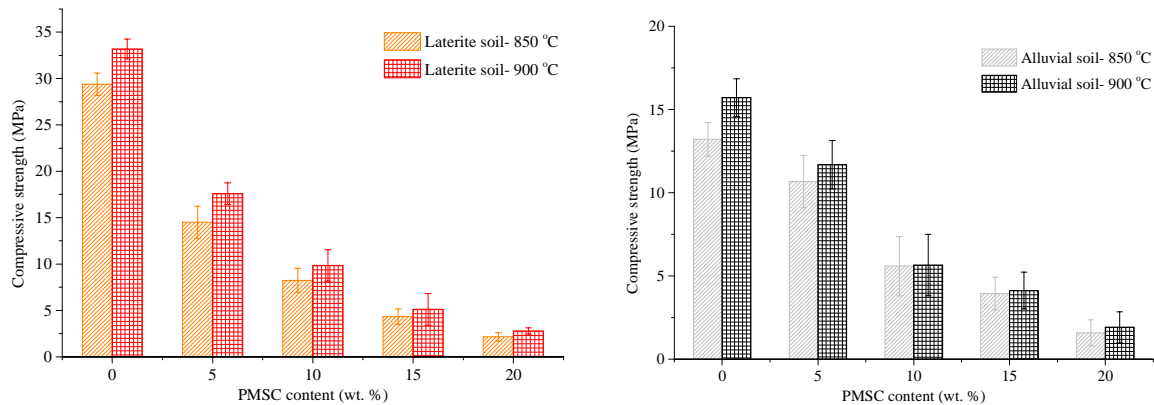 35
30
25
20
15
10
5
0
Compressive strength (MPa)
Laterite soil- 850 °C
Laterite soil- 900 °C
0 5 10 15 20
PMSC content (wt. %)
20
15
10
5
0
Compressive strength (MPa)
Alluvial soil- 850 °C
Alluvial soil- 900 °C
0 5 10 15 20
PMSC content (wt. %)